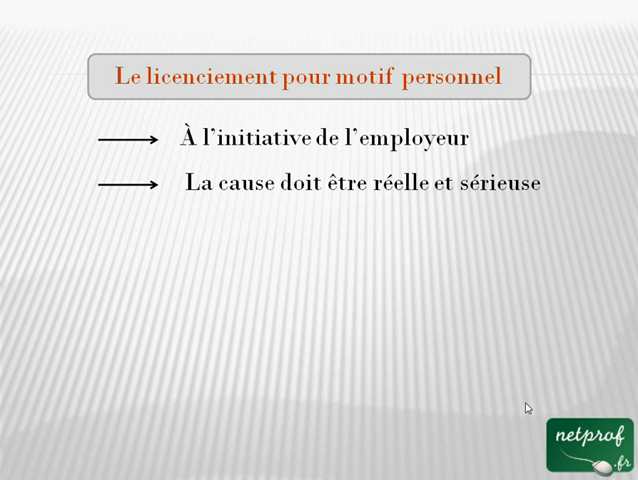 Le licenciement pour motif personnel
À l'initiative de l'employeur
La cause doit être réelle et sérieuse
netprof
.fr